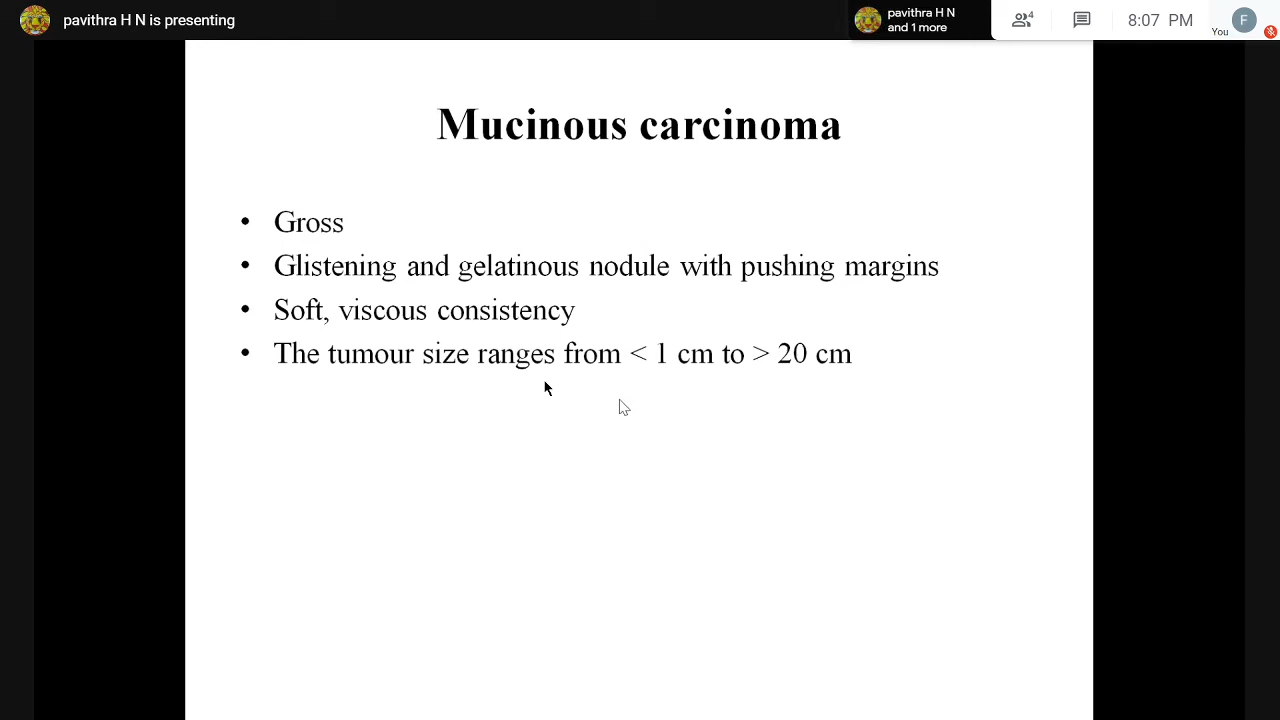 pavithra H N is presenting
pavithra H N
and 1 more
4
8:07 PM
You
F
Mucinous carcinoma
• Gross
• Glistening and gelatinous nodule with pushing margins
• Soft, viscous consistency
• The tumour size ranges from < 1 cm to > 20 cm